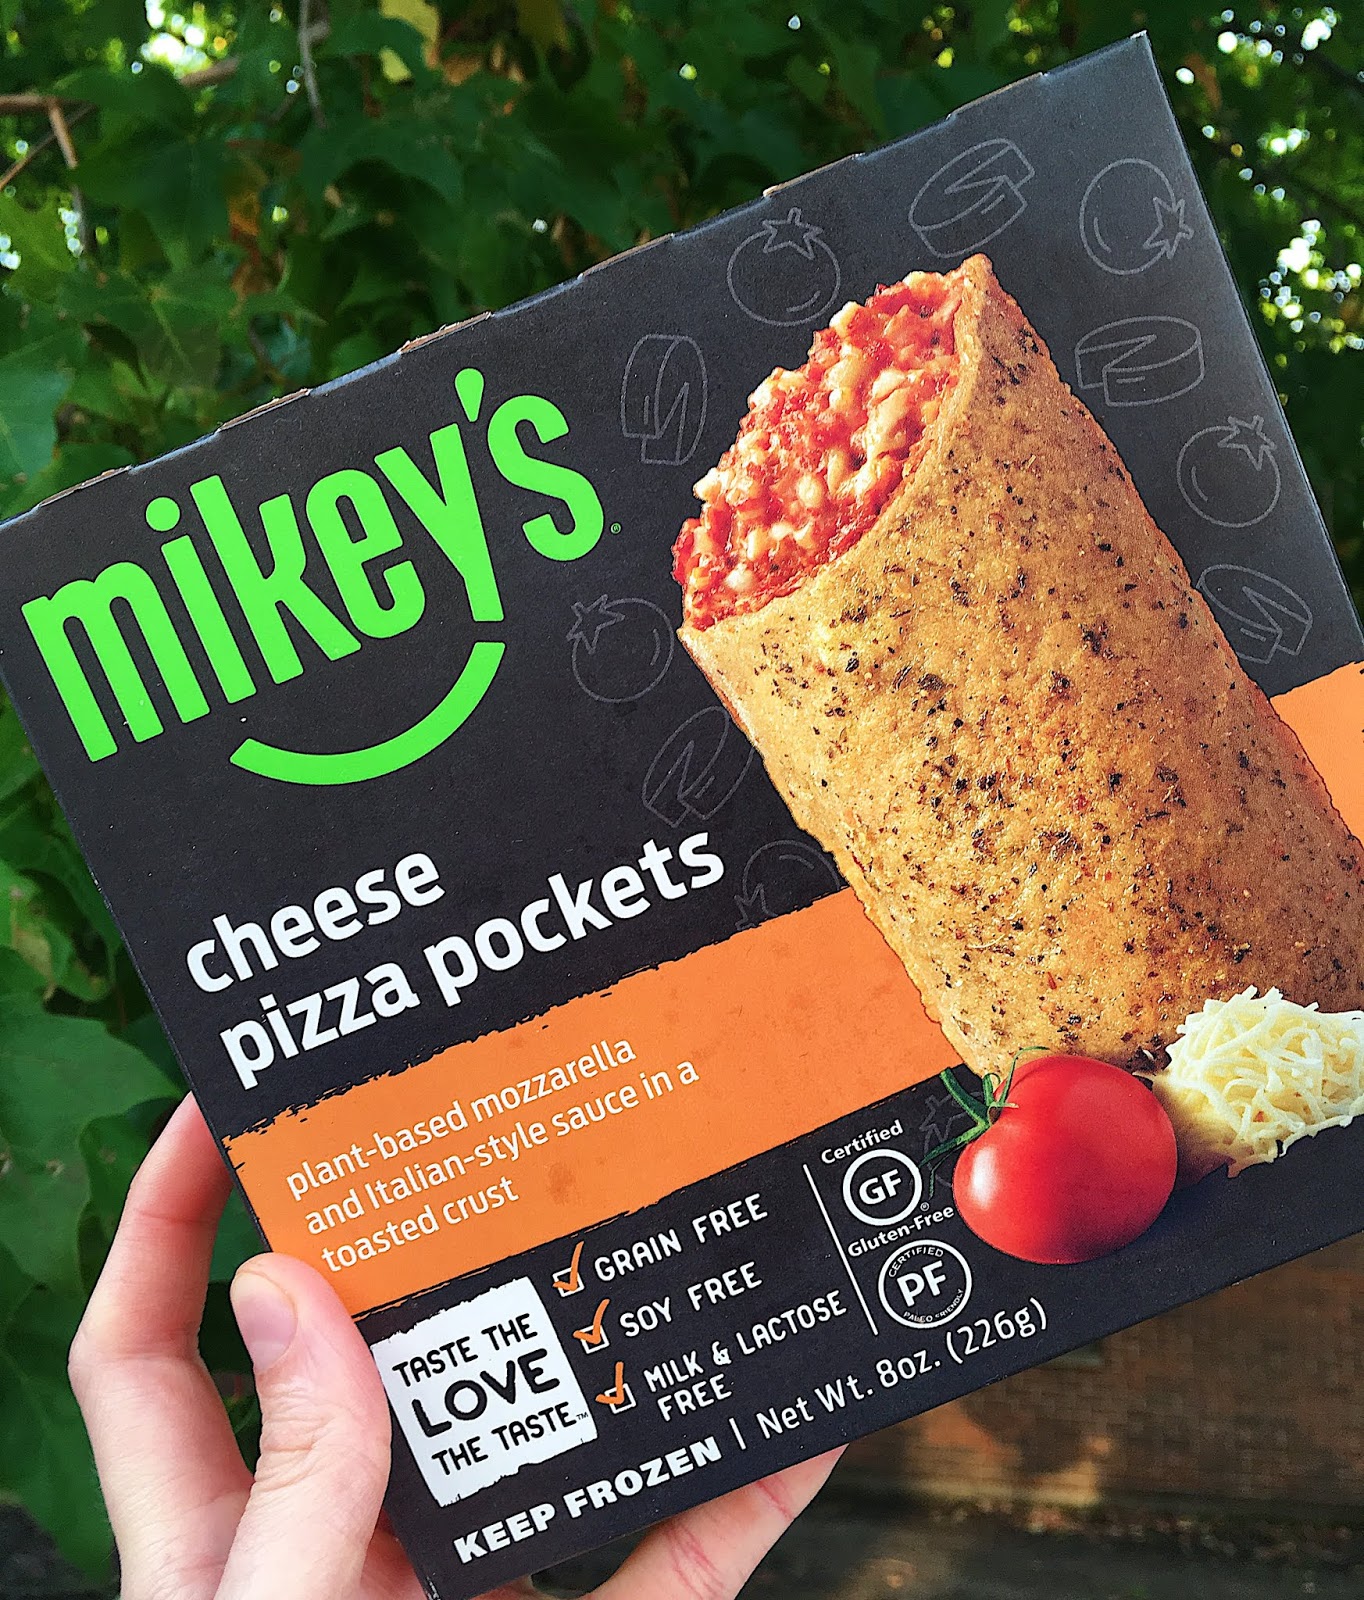 mikey's®
cheese
pizza pockets
plant-based mozzarella
and Italian-style sauce in a
toasted crust
TASTE THE
LOVE
THE TASTE™
GRAIN FREE
SOY FREE
MILK & LACTOSE
FREE
Certified
GF®
Gluten-Free
CERTIFIED
PF
PALEO FRIENDLY
KEEP FROZEN | Net Wt. 8oz. (226g)